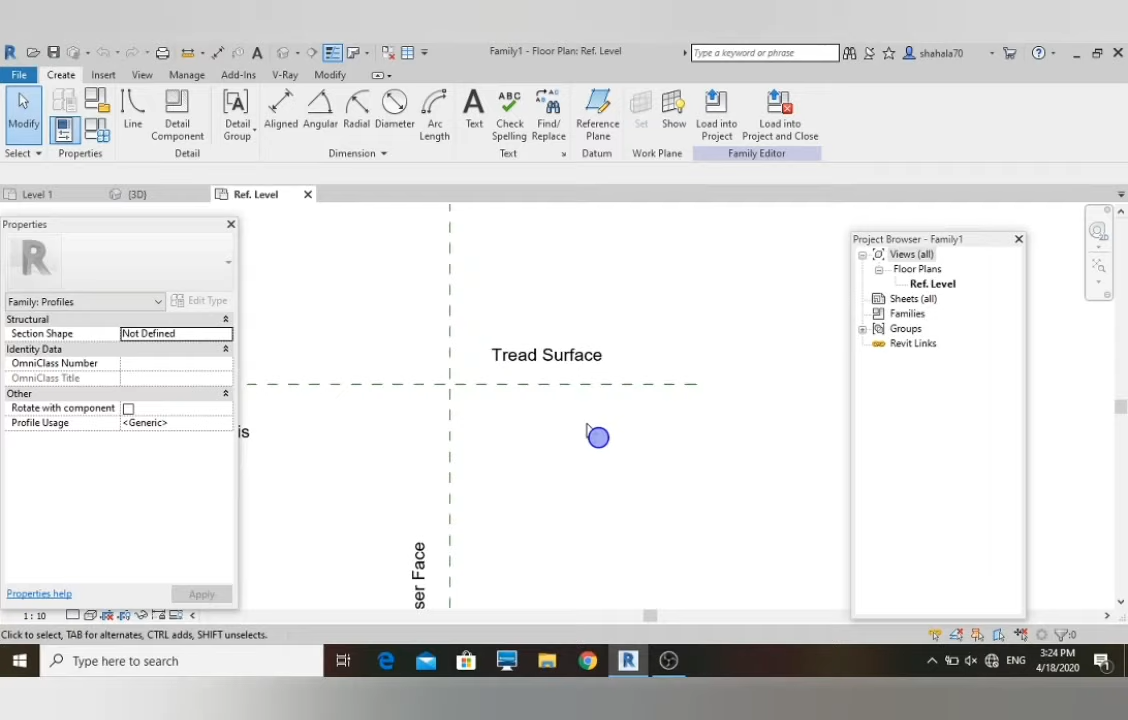 Family1 - Floor Plan: Ref. Level
Type a keyword or phrase
shahala70
File Create Insert View Manage Add-Ins V-Ray Modify
Modify
Line
Detail Component
Detail Group
Aligned Angular Radial Diameter Arc Length
Text
Check Spelling
Find/ Replace
Reference Plane
Set Show
Load into Project
Load into Project and Close
Select Properties Detail Dimension Text Datum Work Plane Family Editor
Level 1
{3D}
Ref. Level
Properties
Family: Profiles
Edit Type
Structural
Section Shape Not Defined
Identity Data
OmniClass Number
OmniClass Title
Other
Rotate with component
Profile Usage <Generic>
Properties help
Apply
Tread Surface
is
ser Face
Project Browser - Family1
Views (all)
Floor Plans
Ref. Level
Sheets (all)
Families
Groups
Revit Links
2D
1 : 10
Click to select, TAB for alternates, CTRL adds, SHIFT unselects.
:0
Type here to search
ENG
3:24 PM
4/18/2020